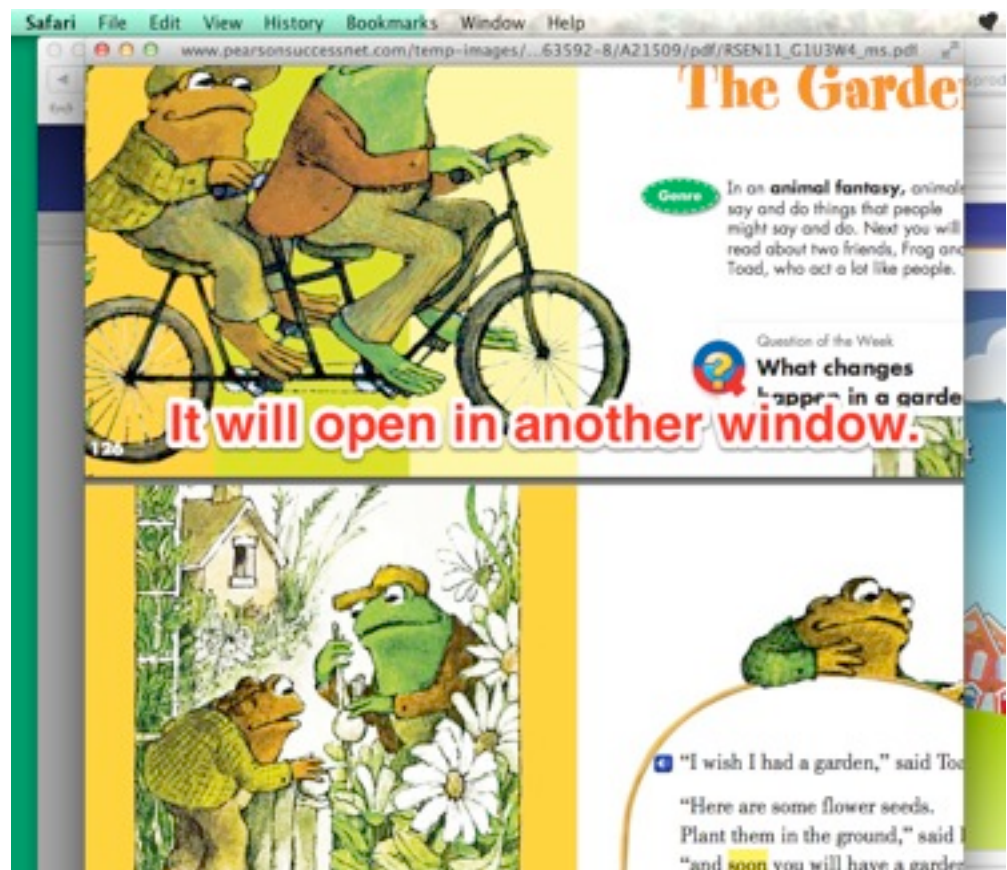 Safari File Edit View History Bookmarks Window Help
www.pearsonsuccessnet.com/temp-images/...63592-8/A21509/pdf/RSEN11_G1U3W4_ms.pdf
The Garde
Genre
In an animal fantasy, animals
say and do things that people
might say and do. Next you will
read about two friends, Frog and
Toad, who act a lot like people.
Question of the Week
What changes
happen in a garde
It will open in another window.
126
"I wish I had a garden," said Toa
"Here are some flower seeds.
Plant them in the ground," said
"and soon you will have a garden